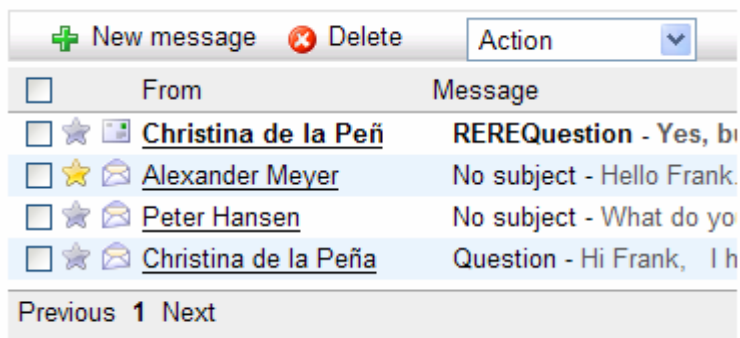 New message Delete Action
From Message
Christina de la Peñ REREQuestion - Yes, bu
Alexander Meyer No subject - Hello Frank.
Peter Hansen No subject - What do yo
Christina de la Peña Question - Hi Frank, I h
Previous 1 Next